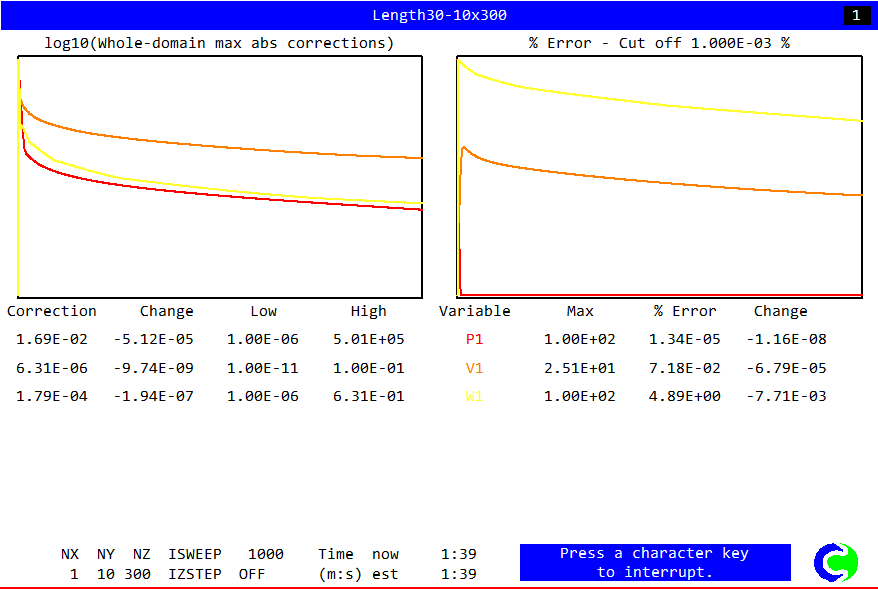 Length30-10x300 1
log10(Whole-domain max abs corrections) % Error - Cut off 1.000E-03 %
Correction Change Low High Variable Max % Error Change
1.69E-02 -5.12E-05 1.00E-06 5.01E+05 P1 1.00E+02 1.34E-05 -1.16E-08
6.31E-06 -9.74E-09 1.00E-11 1.00E-01 V1 2.51E+01 7.18E-02 -6.79E-05
1.79E-04 -1.94E-07 1.00E-06 6.31E-01 W1 1.00E+02 4.89E+00 -7.71E-03
NX NY NZ ISWEEP 1000 Time now 1:39 Press a character key
1 10 300 IZSTEP OFF (m:s) est 1:39 to interrupt.